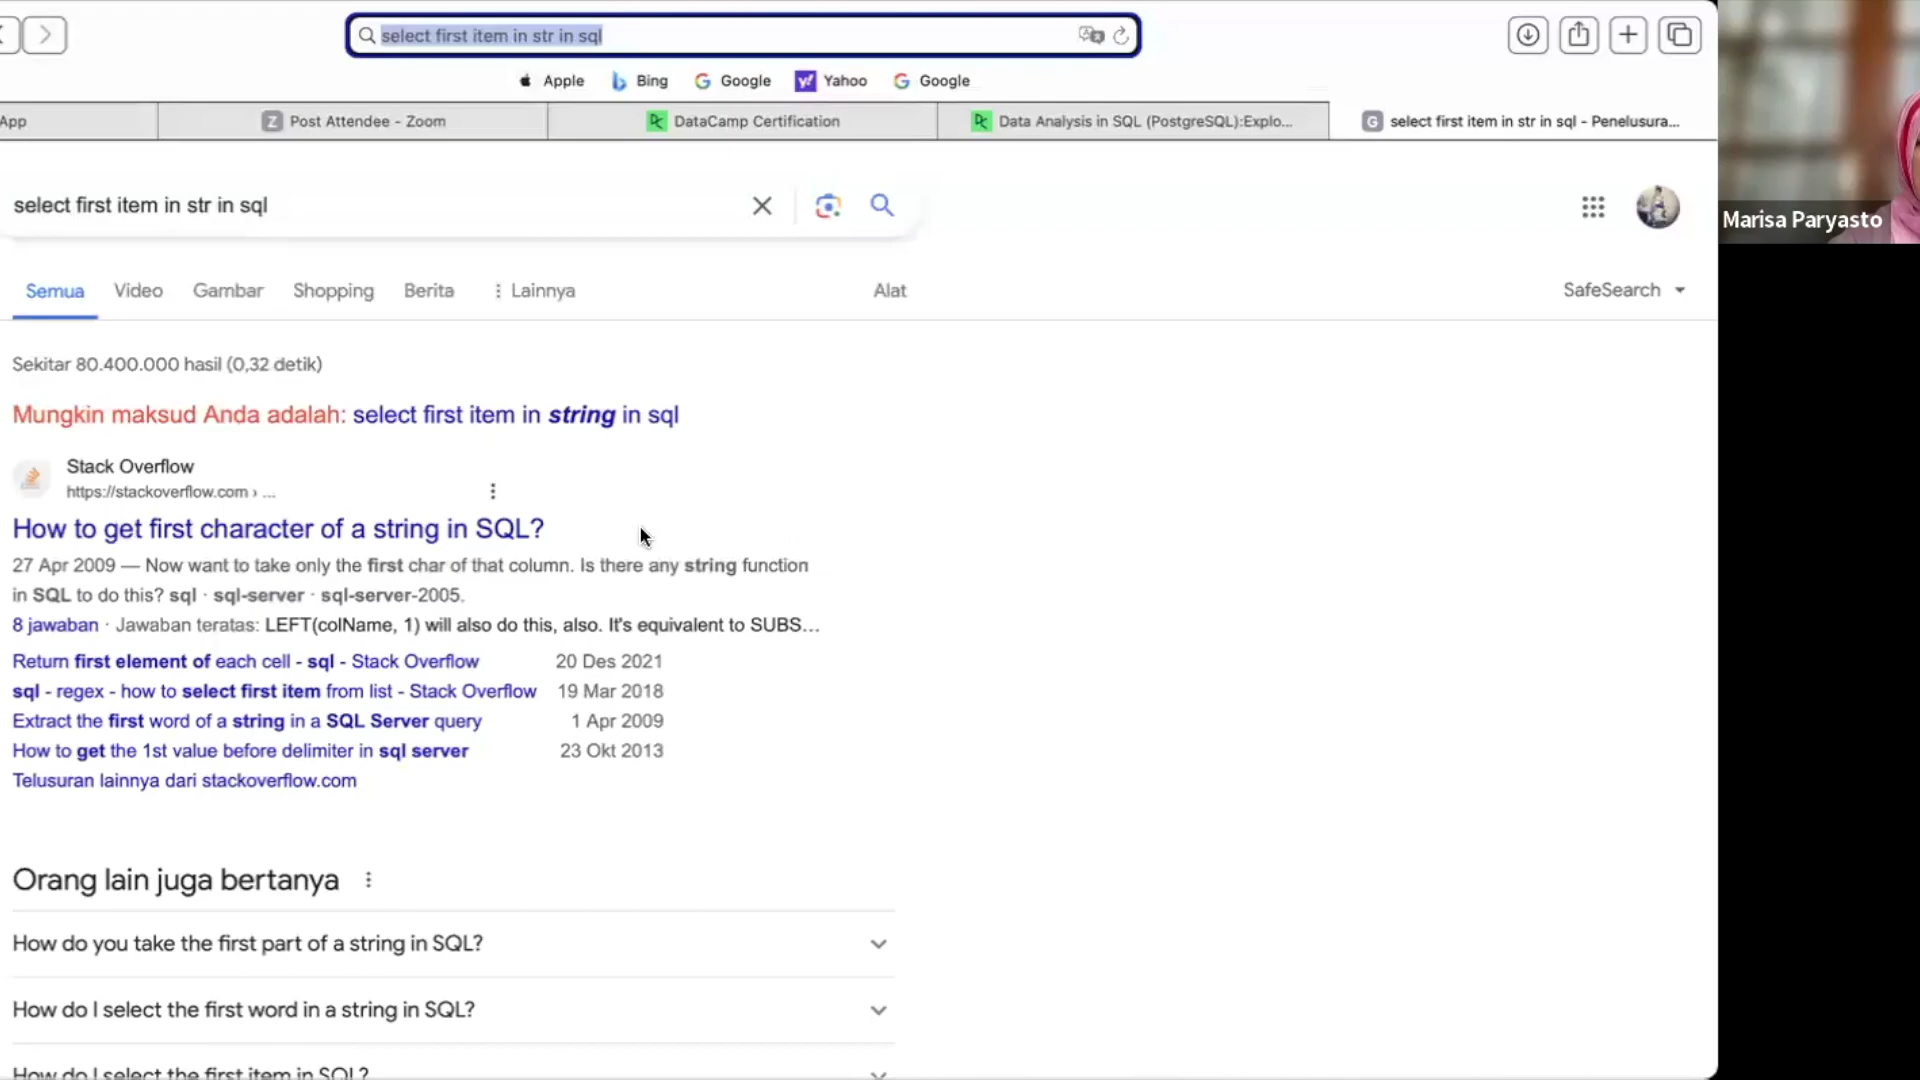 select first item in str in sql
Apple
Bing
Google
Yahoo
Google
App
Post Attendee - Zoom
DataCamp Certification
Data Analysis in SQL (PostgreSQL):Explo...
select first item in str in sql - Penelusura...
Marisa Paryasto
select first item in str in sql
Semua
Video
Gambar
Shopping
Berita
Lainnya
Alat
SafeSearch
Sekitar 80.400.000 hasil (0,32 detik)
Mungkin maksud Anda adalah: select first item in string in sql
Stack Overflow
https://stackoverflow.com › ...
How to get first character of a string in SQL?
27 Apr 2009 — Now want to take only the first char of that column. Is there any string function
in SQL to do this? sql · sql-server · sql-server-2005.
8 jawaban · Jawaban teratas: LEFT(colName, 1) will also do this, also. It's equivalent to SUBS...
Return first element of each cell - sql - Stack Overflow 20 Des 2021
sql - regex - how to select first item from list - Stack Overflow 19 Mar 2018
Extract the first word of a string in a SQL Server query 1 Apr 2009
How to get the 1st value before delimiter in sql server 23 Okt 2013
Telusuran lainnya dari stackoverflow.com
Orang lain juga bertanya
How do you take the first part of a string in SQL?
How do I select the first word in a string in SQL?
How do I select the first item in SQL?